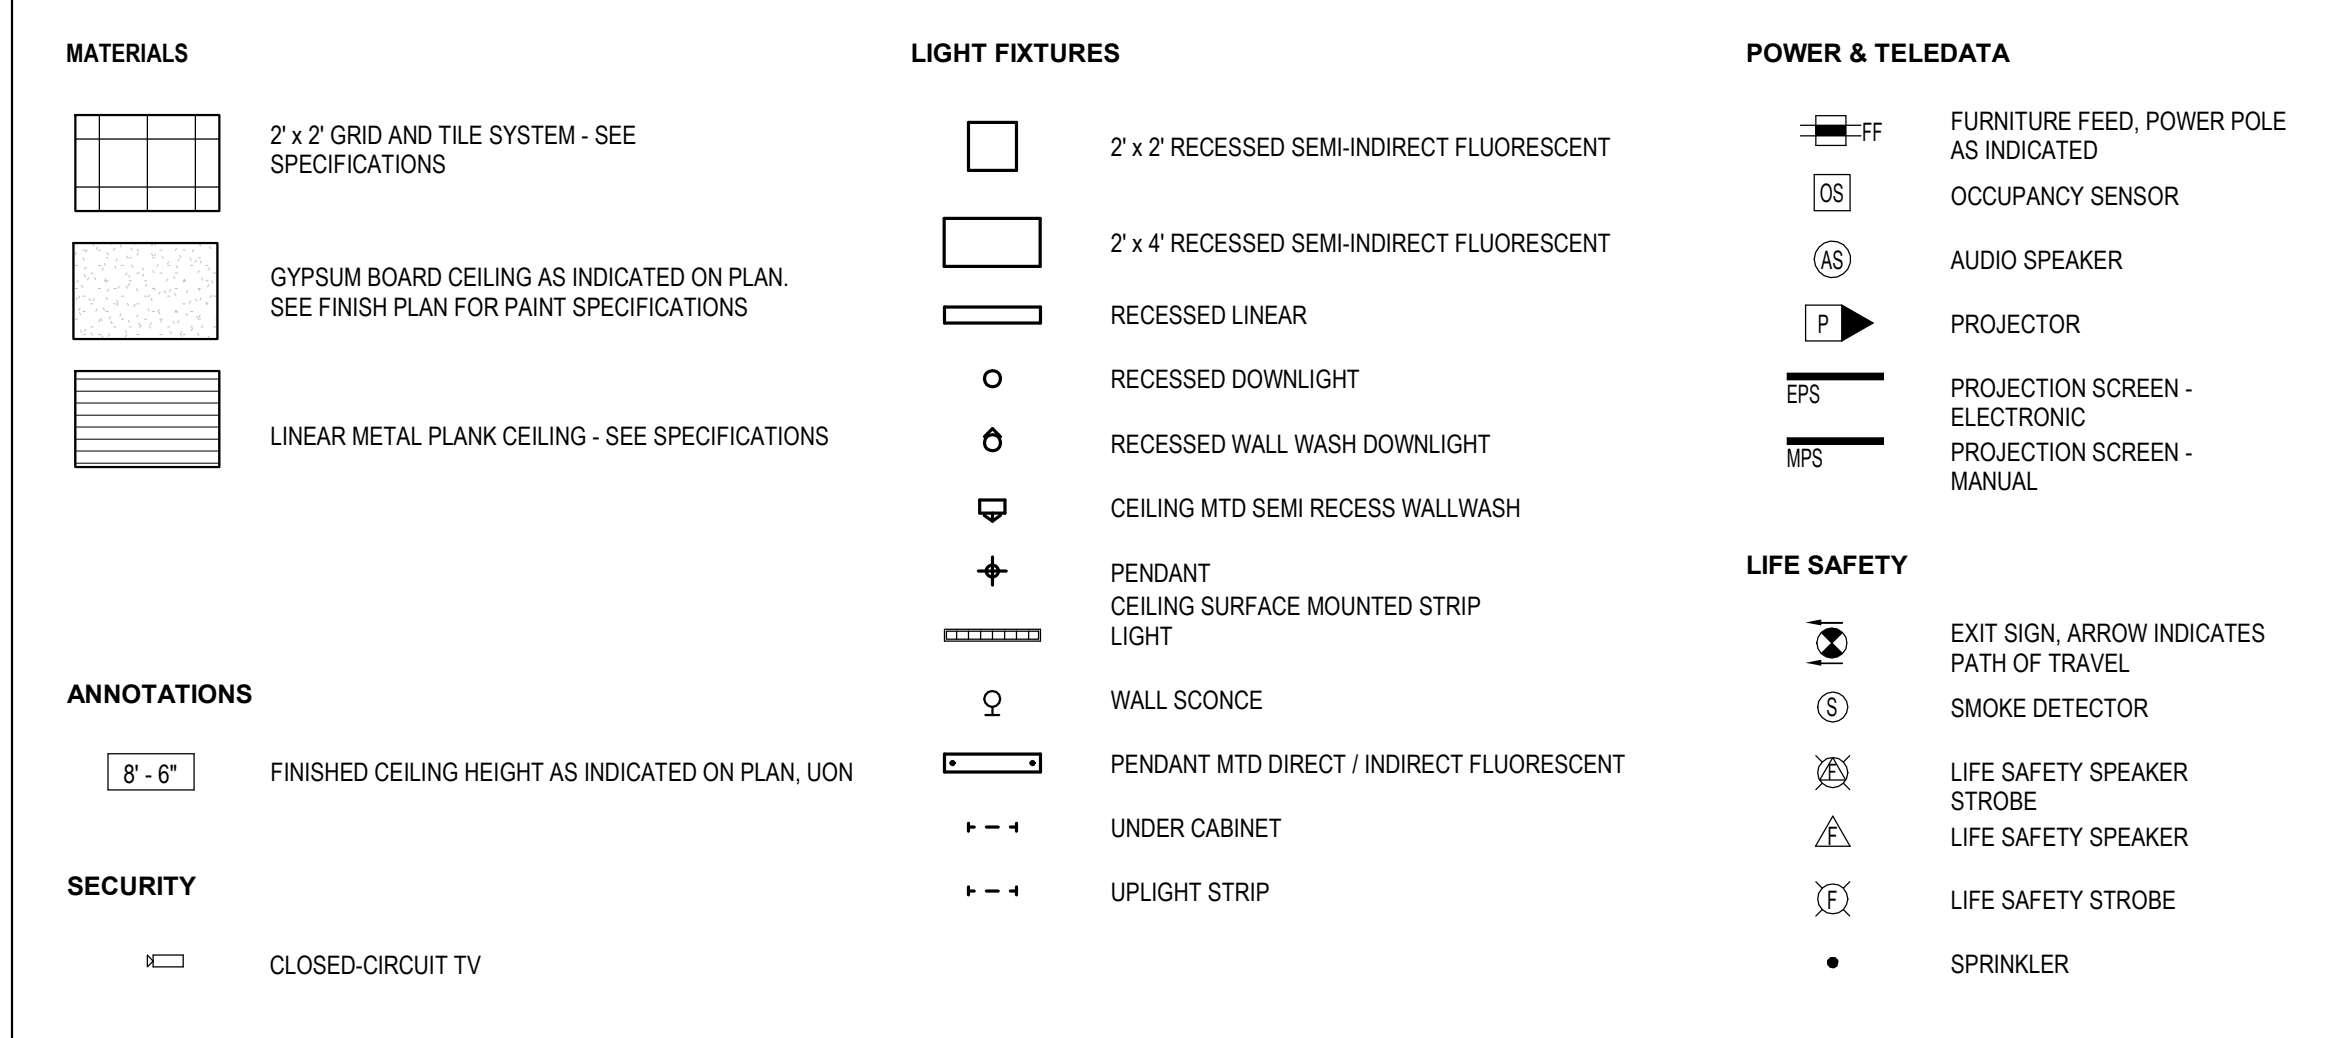 MATERIALS
2' x 2' GRID AND TILE SYSTEM - SEE
SPECIFICATIONS
GYPSUM BOARD CEILING AS INDICATED ON PLAN.
SEE FINISH PLAN FOR PAINT SPECIFICATIONS
LINEAR METAL PLANK CEILING - SEE SPECIFICATIONS
ANNOTATIONS
8' - 6"
FINISHED CEILING HEIGHT AS INDICATED ON PLAN, UON
SECURITY
CLOSED-CIRCUIT TV
LIGHT FIXTURES
2' x 2' RECESSED SEMI-INDIRECT FLUORESCENT
2' x 4' RECESSED SEMI-INDIRECT FLUORESCENT
RECESSED LINEAR
RECESSED DOWNLIGHT
RECESSED WALL WASH DOWNLIGHT
CEILING MTD SEMI RECESS WALLWASH
PENDANT
CEILING SURFACE MOUNTED STRIP
LIGHT
WALL SCONCE
PENDANT MTD DIRECT / INDIRECT FLUORESCENT
UNDER CABINET
UPLIGHT STRIP
POWER & TELEDATA
FF
FURNITURE FEED, POWER POLE
AS INDICATED
OS
OCCUPANCY SENSOR
AS
AUDIO SPEAKER
P
PROJECTOR
EPS
PROJECTION SCREEN -
ELECTRONIC
MPS
PROJECTION SCREEN -
MANUAL
LIFE SAFETY
EXIT SIGN, ARROW INDICATES
PATH OF TRAVEL
S
SMOKE DETECTOR
F
LIFE SAFETY SPEAKER
STROBE
F
LIFE SAFETY SPEAKER
F
LIFE SAFETY STROBE
SPRINKLER